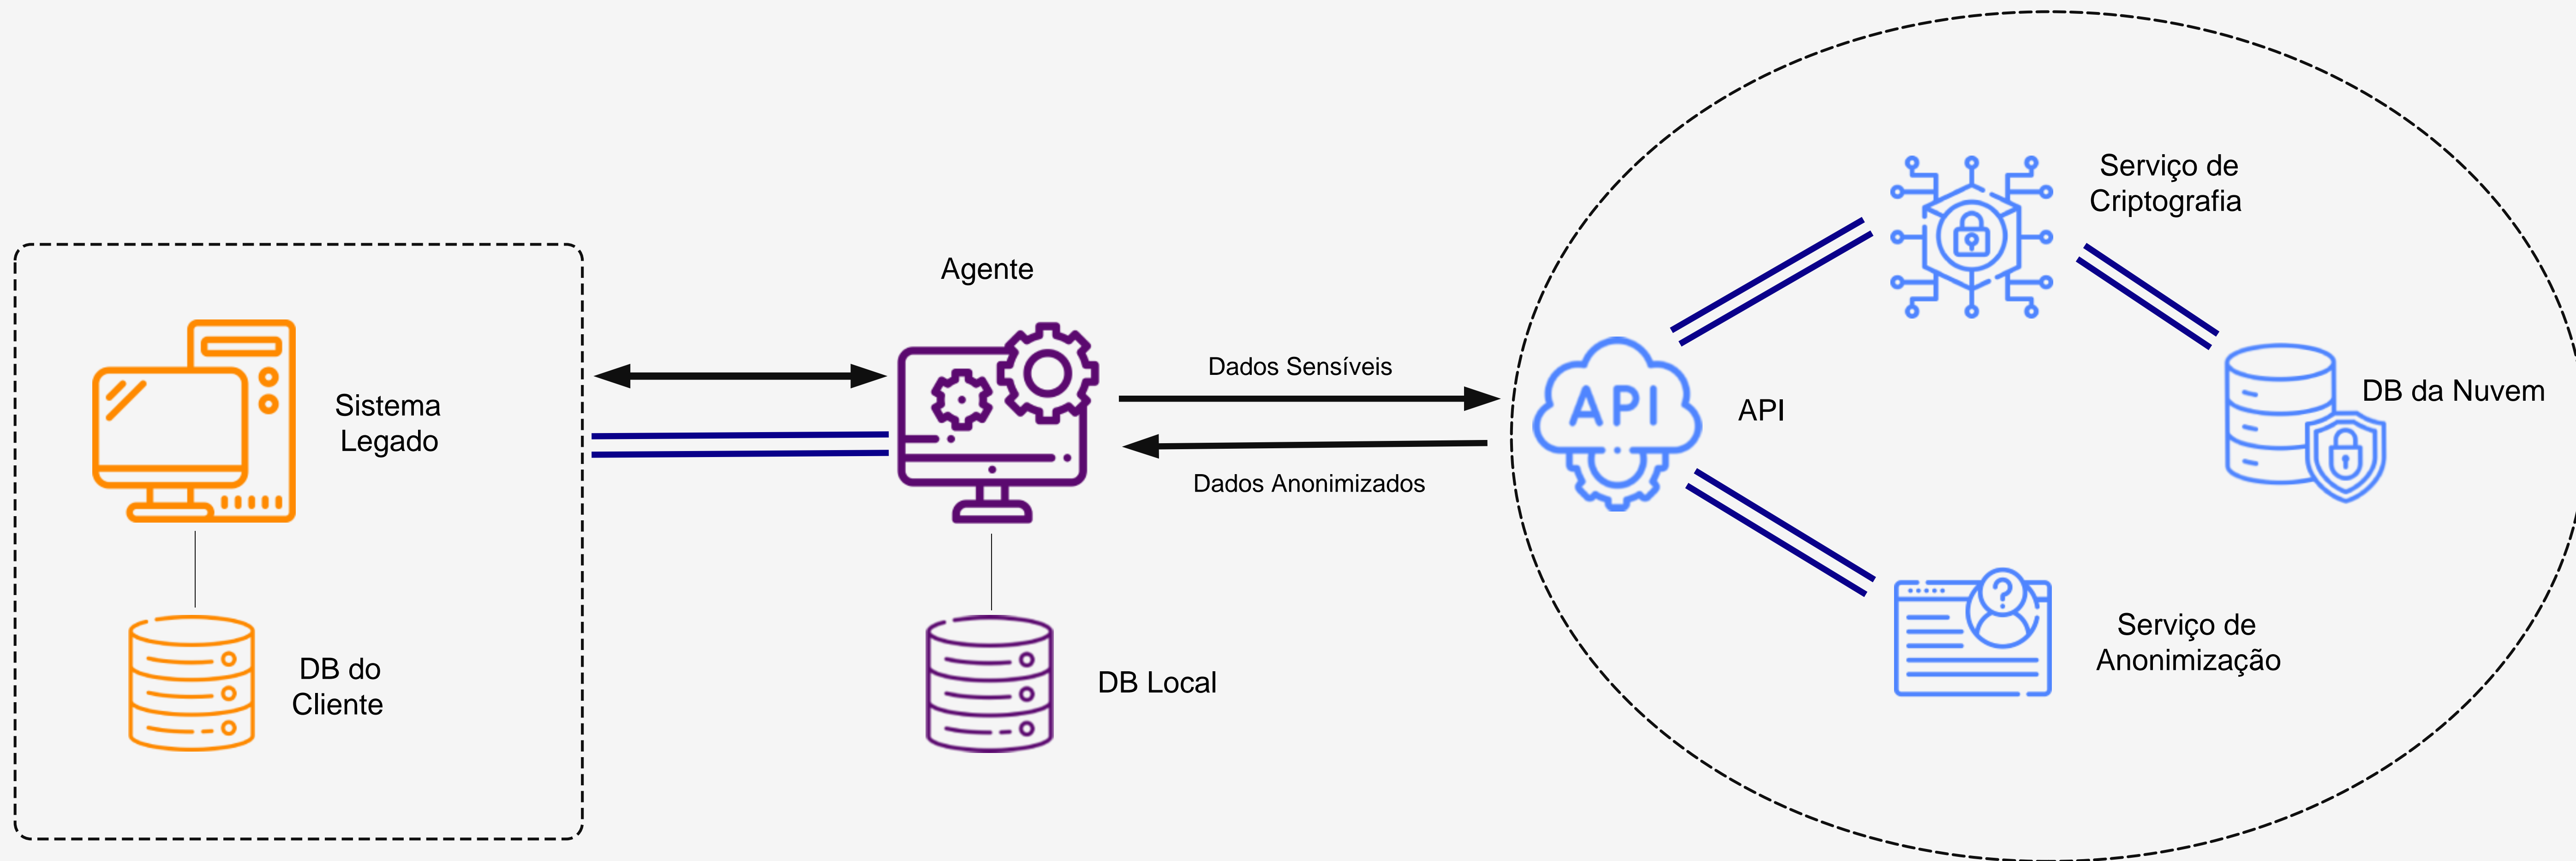 Sistema
Legado
DB do
Cliente
Agente
DB Local
Dados Sensíveis
Dados Anonimizados
API
API
Serviço de
Criptografia
DB da Nuvem
Serviço de
Anonimização